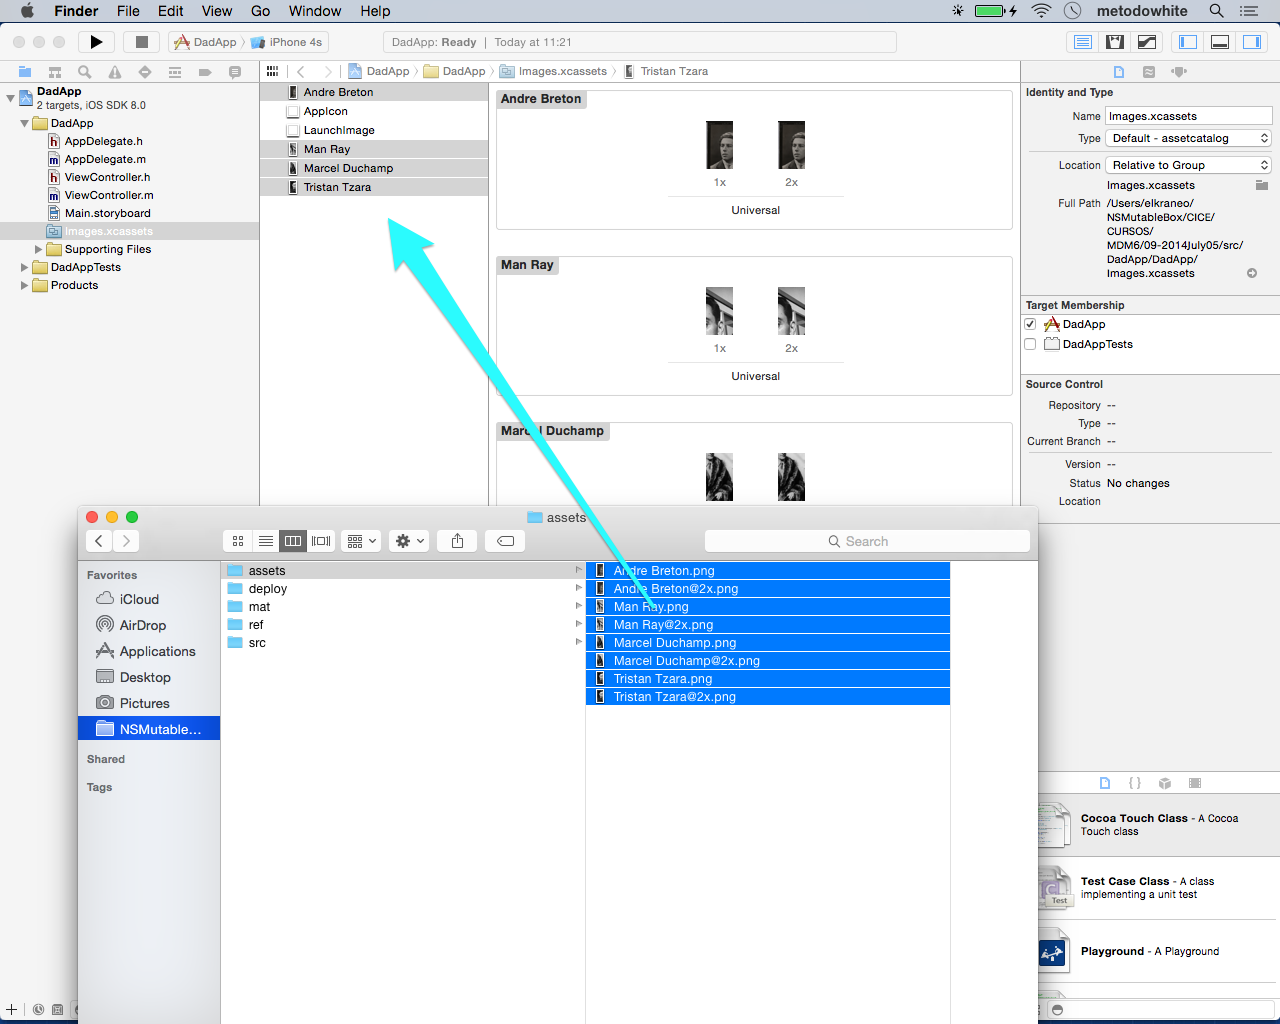 Finder File Edit View Go Window Help metodowhite
DadApp iPhone 4s DadApp: Ready | Today at 11:21
DadApp DadApp Images.xcassets Tristan Tzara
DadApp
2 targets, iOS SDK 8.0
DadApp
AppDelegate.h
AppDelegate.m
ViewController.h
ViewController.m
Main.storyboard
Images.xcassets
Supporting Files
DadAppTests
Products
Andre Breton
AppIcon
LaunchImage
Man Ray
Marcel Duchamp
Tristan Tzara
Andre Breton
1x 2x
Universal
Man Ray
1x 2x
Universal
Marcel Duchamp
Identity and Type
Name Images.xcassets
Type Default - assetcatalog
Location Relative to Group
Images.xcassets
Full Path /Users/elkraneo/
NSMutableBox/CICE/
CURSOS/
MDM6/09-2014July05/src/
DadApp/DadApp/
Images.xcassets
Target Membership
DadApp
DadAppTests
Source Control
Repository --
Type --
Current Branch --
Version --
Status No changes
Location
assets
Search
Favorites
iCloud
AirDrop
Applications
Desktop
Pictures
NSMutable...
Shared
Tags
assets
deploy
mat
ref
src
Andre Breton.png
Andre Breton@2x.png
Man Ray.png
Man Ray@2x.png
Marcel Duchamp.png
Marcel Duchamp@2x.png
Tristan Tzara.png
Tristan Tzara@2x.png
Cocoa Touch Class - A Cocoa
Touch class
Test
Test Case Class - A class
implementing a unit test
Playground - A Playground